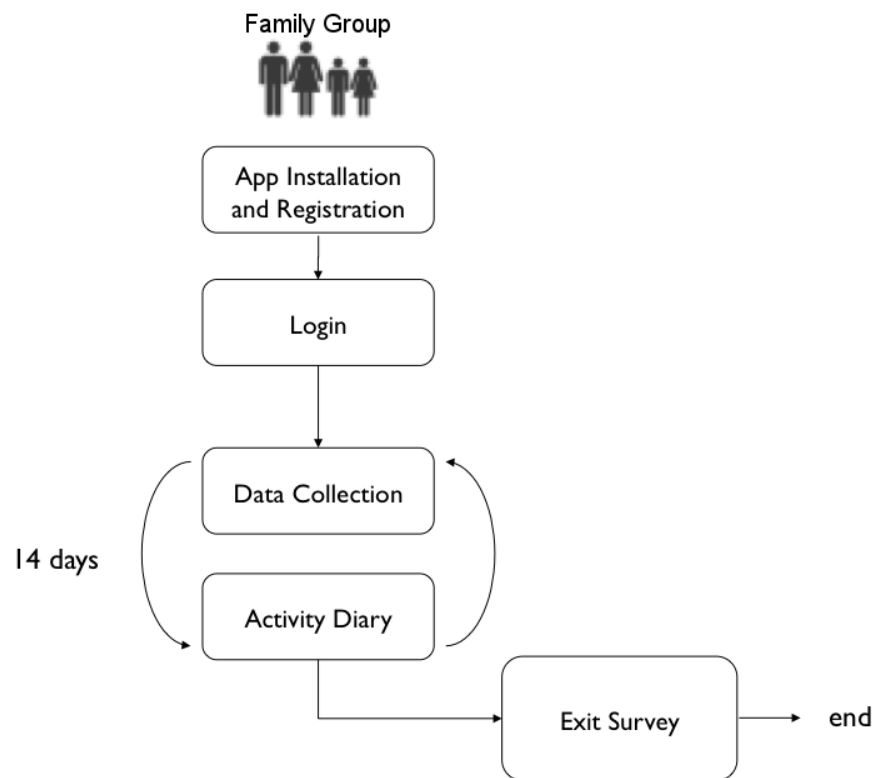 Family Group
App Installation
and Registration
Login
Data Collection
14 days
Activity Diary
Exit Survey
end